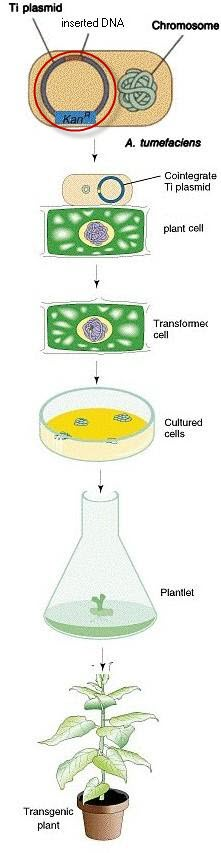 Ti plasmid
inserted DNA
Chromosome
Kan R
A. tumefaciens
Cointegrate
Ti plasmid
plant cell
Transformed
cell
Cultured
cells
Plantlet
Transgenic
plant